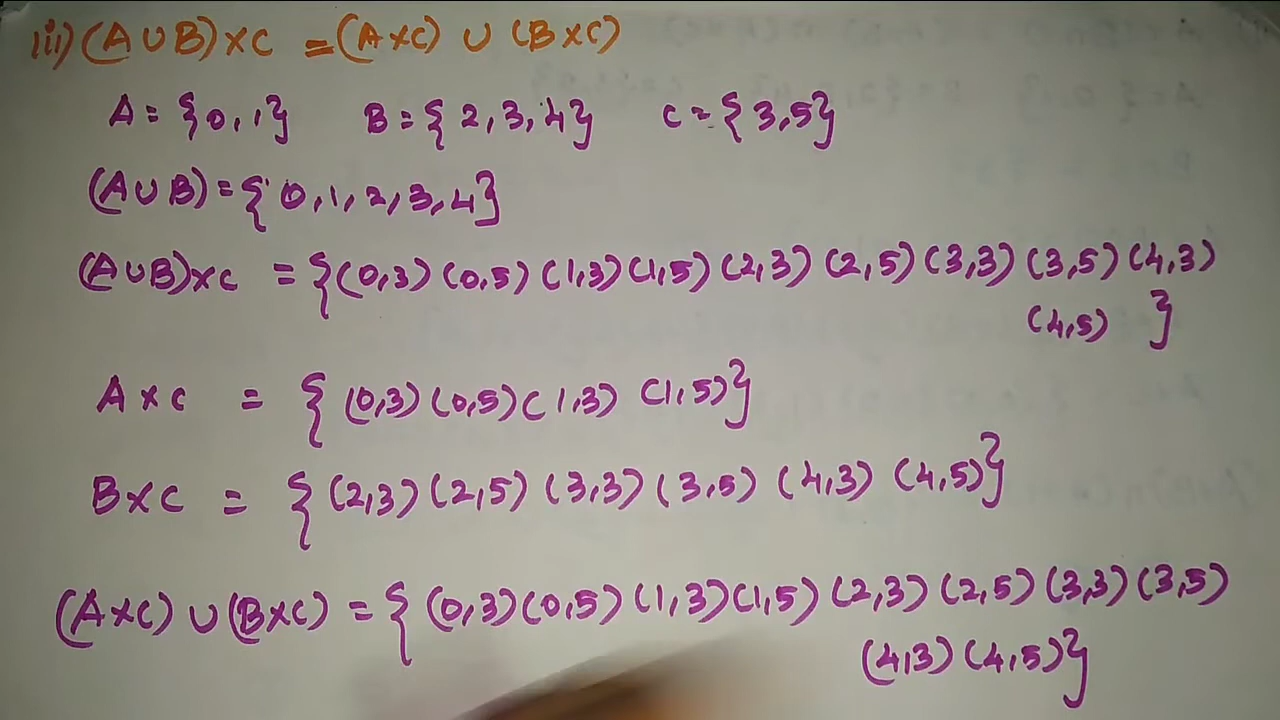 iii) (A∪B)×C = (A×C) ∪ (B×C)
A = {0,1} B = {2,3,4} C = {3,5}
(A∪B) = {0,1,2,3,4}
(A∪B)×C = {(0,3) (0,5) (1,3) (1,5) (2,3) (2,5) (3,3) (3,5) (4,3)
(4,5) }
A×C = { (0,3) (0,5) (1,3) (1,5)}
B×C = { (2,3) (2,5) (3,3) (3,5) (4,3) (4,5)}
(A×C) ∪ (B×C) = { (0,3) (0,5) (1,3) (1,5) (2,3) (2,5) (3,3) (3,5)
(4,3) (4,5)}